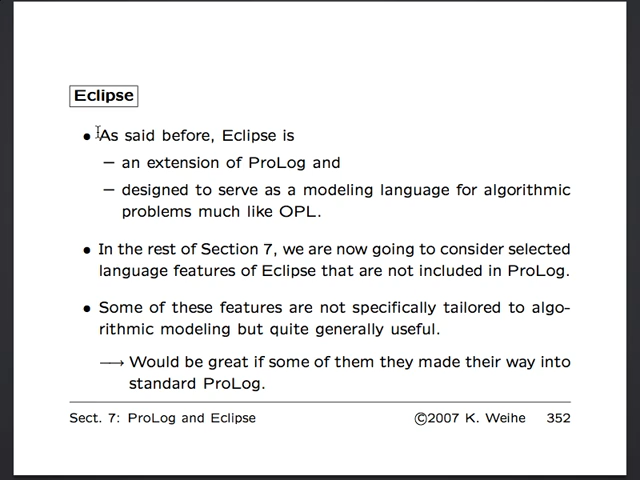 Eclipse
• As said before, Eclipse is
– an extension of ProLog and
– designed to serve as a modeling language for algorithmic
problems much like OPL.
• In the rest of Section 7, we are now going to consider selected
language features of Eclipse that are not included in ProLog.
• Some of these features are not specifically tailored to algo-
rithmic modeling but quite generally useful.
⟶ Would be great if some of them they made their way into
standard ProLog.
Sect. 7: ProLog and Eclipse ©2007 K. Weihe 352